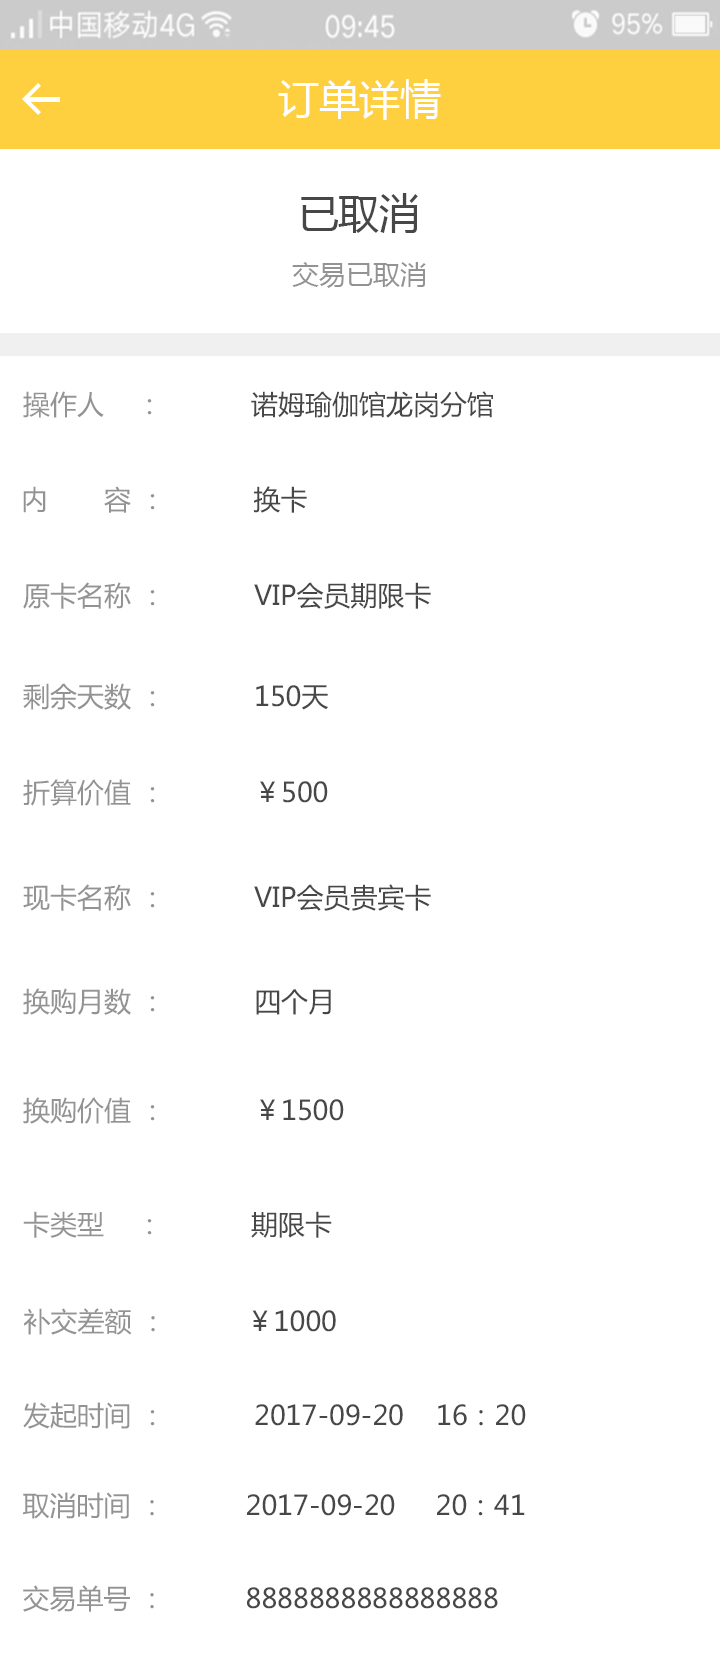 中国移动4G 09:45 95%
订单详情
已取消
交易已取消
操作人 : 诺姆瑜伽馆龙岗分馆
内 容 : 换卡
原卡名称 : VIP会员期限卡
剩余天数 : 150天
折算价值 : ¥500
现卡名称 : VIP会员贵宾卡
换购月数 : 四个月
换购价值 : ¥1500
卡类型 : 期限卡
补交差额 : ¥1000
发起时间 : 2017-09-20 16:20
取消时间 : 2017-09-20 20:41
交易单号 : 8888888888888888